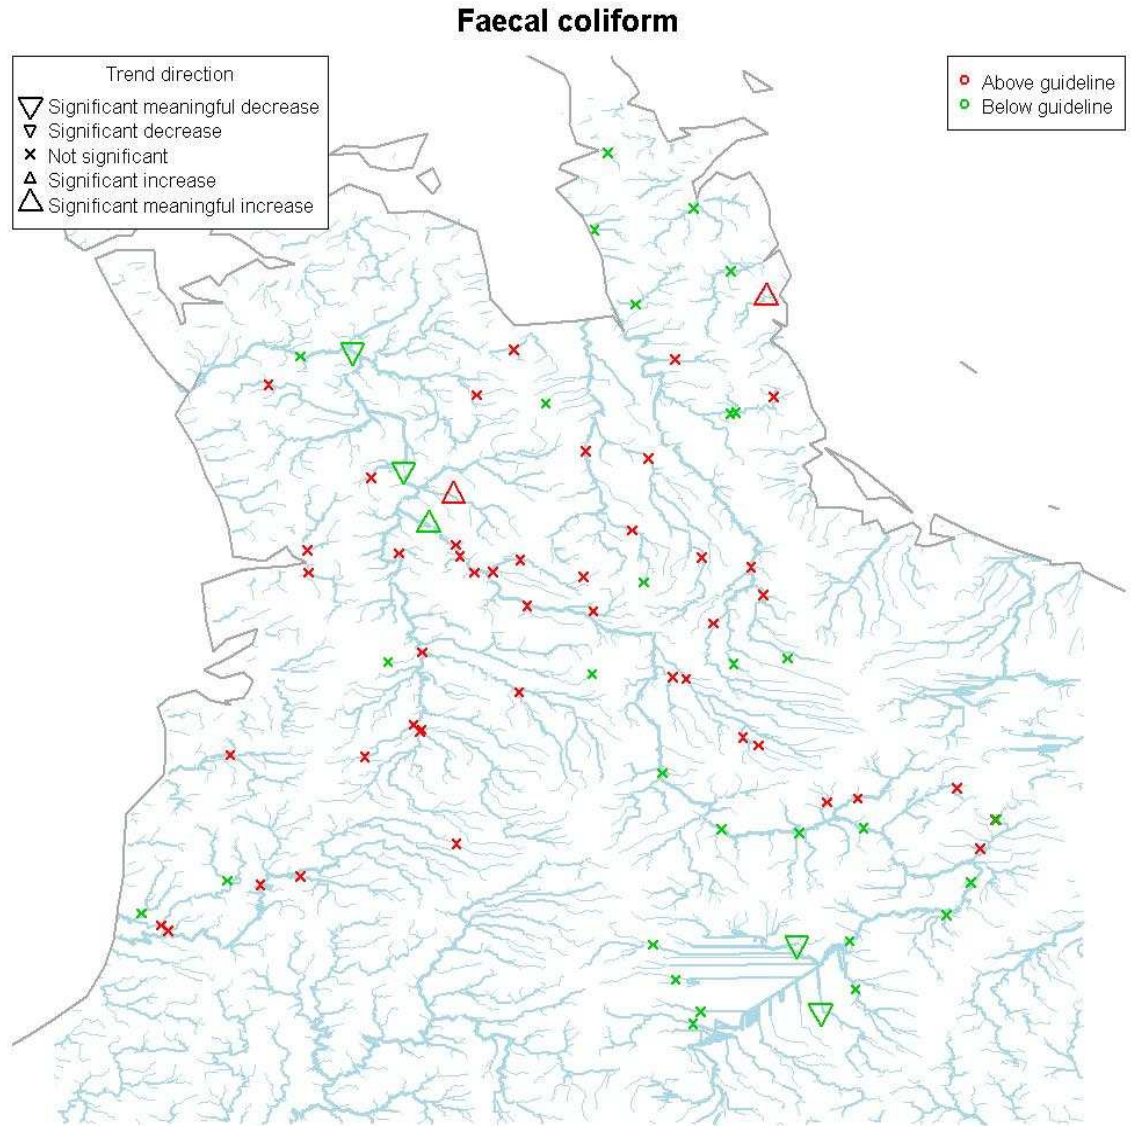 Faecal coliform
Trend direction
Significant meaningful decrease
Significant decrease
Not significant
Significant increase
Significant meaningful increase
Above guideline
Below guideline